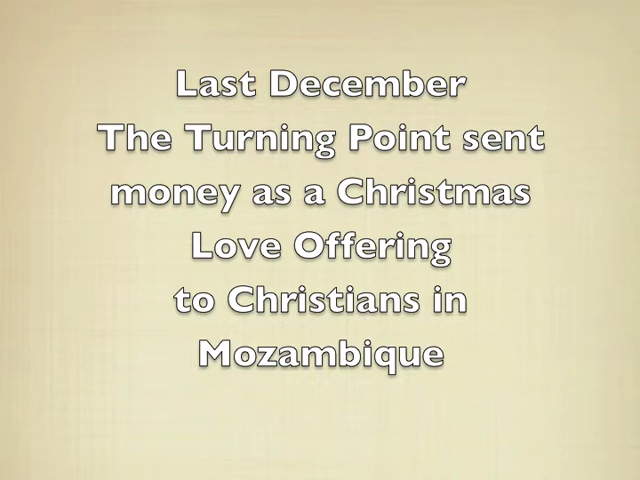 Last December
The Turning Point sent
money as a Christmas
Love Offering
to Christians in
Mozambique